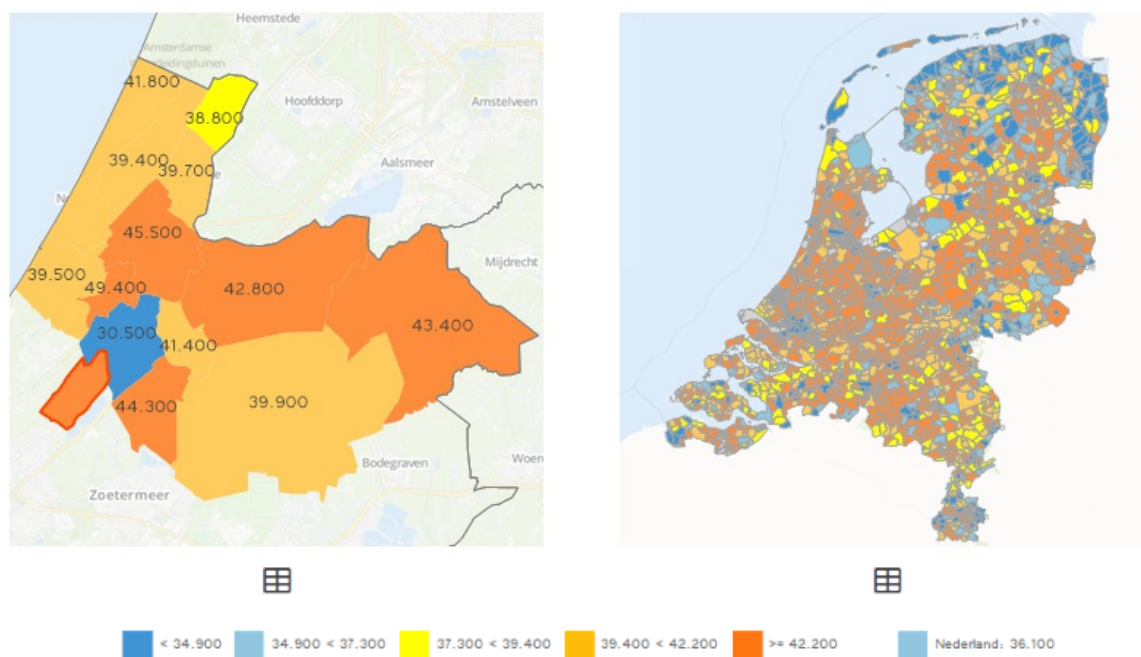 Heemstede
Amsterdamse
41.800
Hoofddorp
38.800
Amstelveen
39.400
39.700
Aalsmeer
45.500
Mijdrecht
39.500
49.400
42.800
43.400
30.500
41.400
44.300
39.900
Bodegraven
Zoetermeer
< 34.900
34.900 < 37.300
37.300 < 39.400
39.400 < 42.200
>= 42.200
Nederland: 36.100